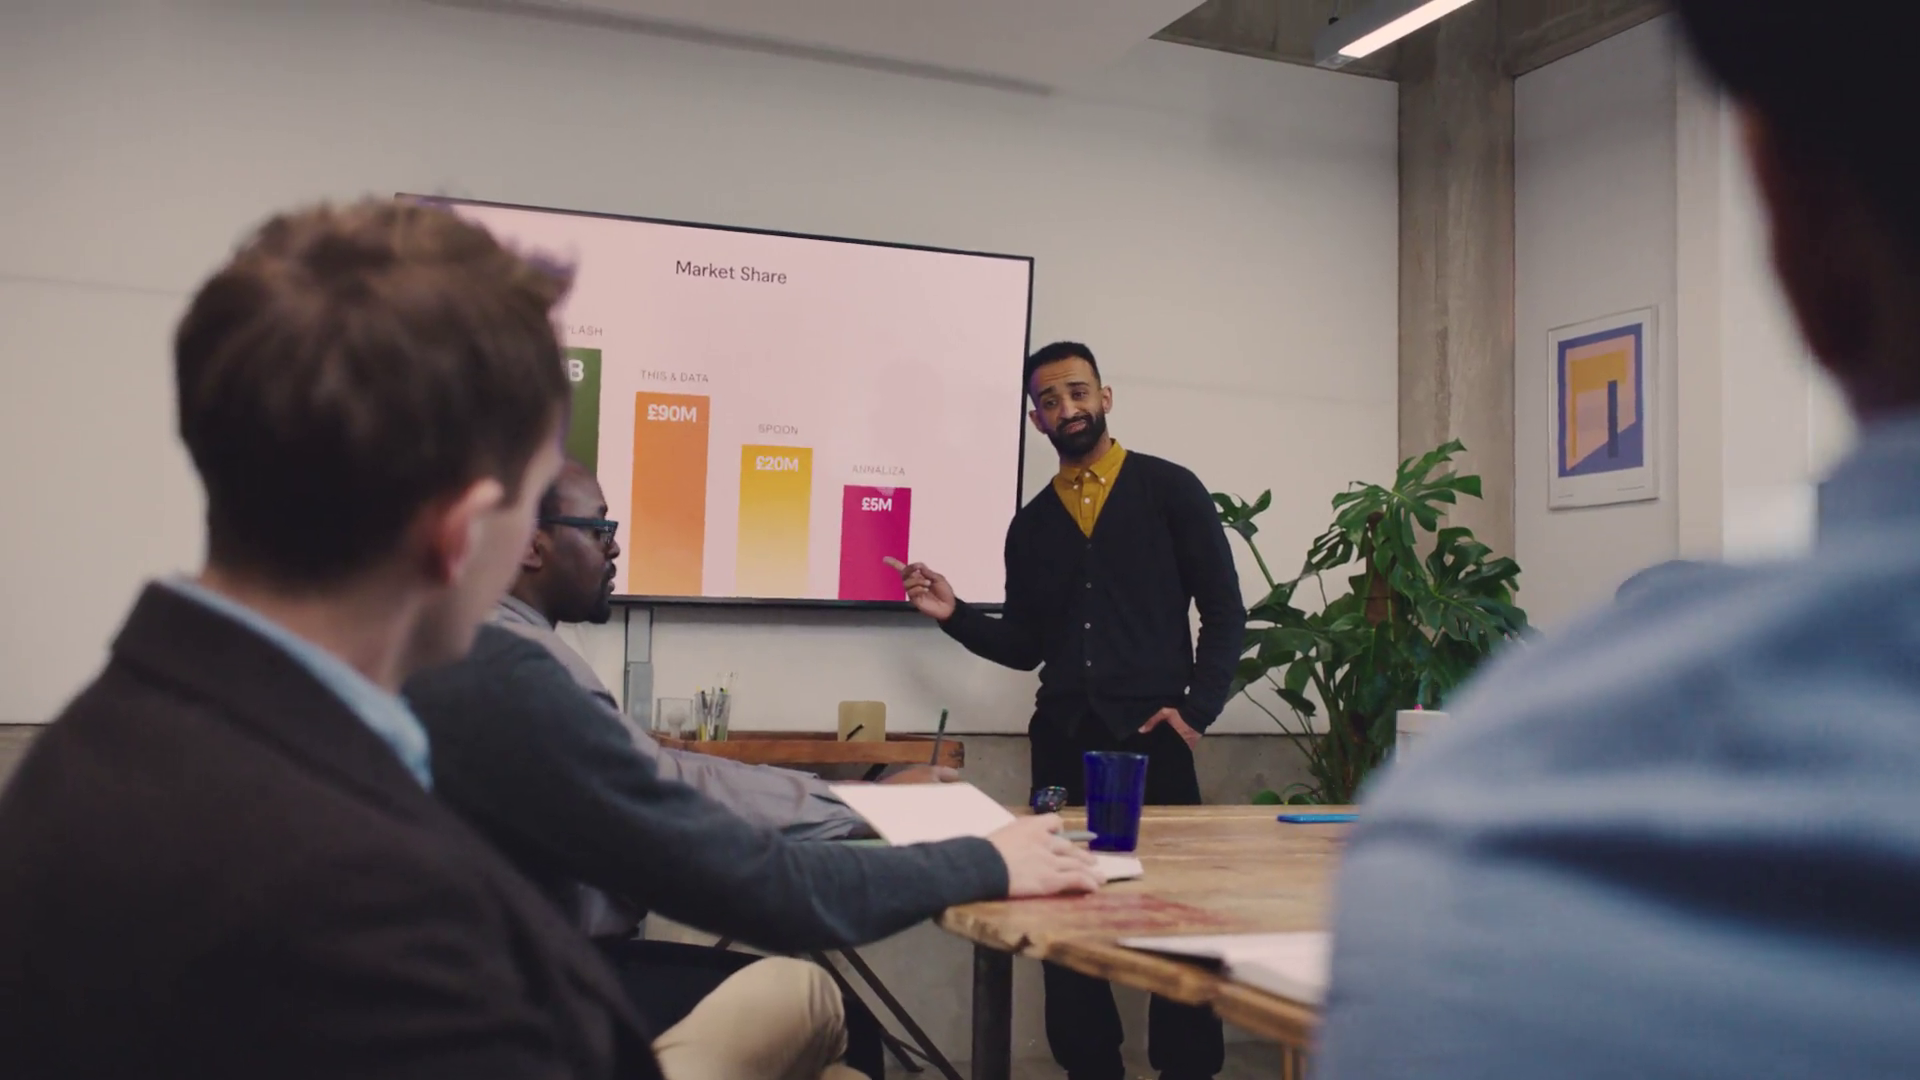 Market Share
THIS & DATA
£90M
SPOON
£20M
ANNALIZA
£5M